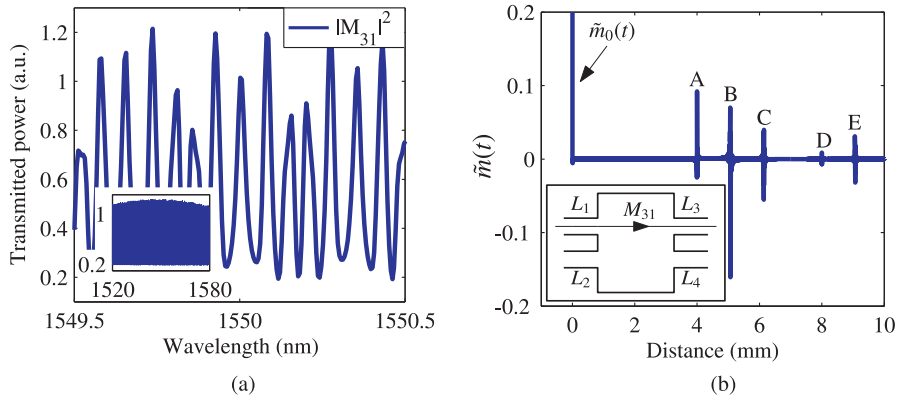 |M₃₁|²
Transmitted power (a.u.)
1.2
1
0.8
0.6
0.4
0.2
1
0.2
1520
1580
1549.5
1550
1550.5
Wavelength (nm)
(a)
m̃(t)
0.2
0.1
0
-0.1
-0.2
m̃₀(t)
A
B
C
D
E
L₁
L₃
M₃₁
L₂
L₄
0
2
4
6
8
10
Distance (mm)
(b)